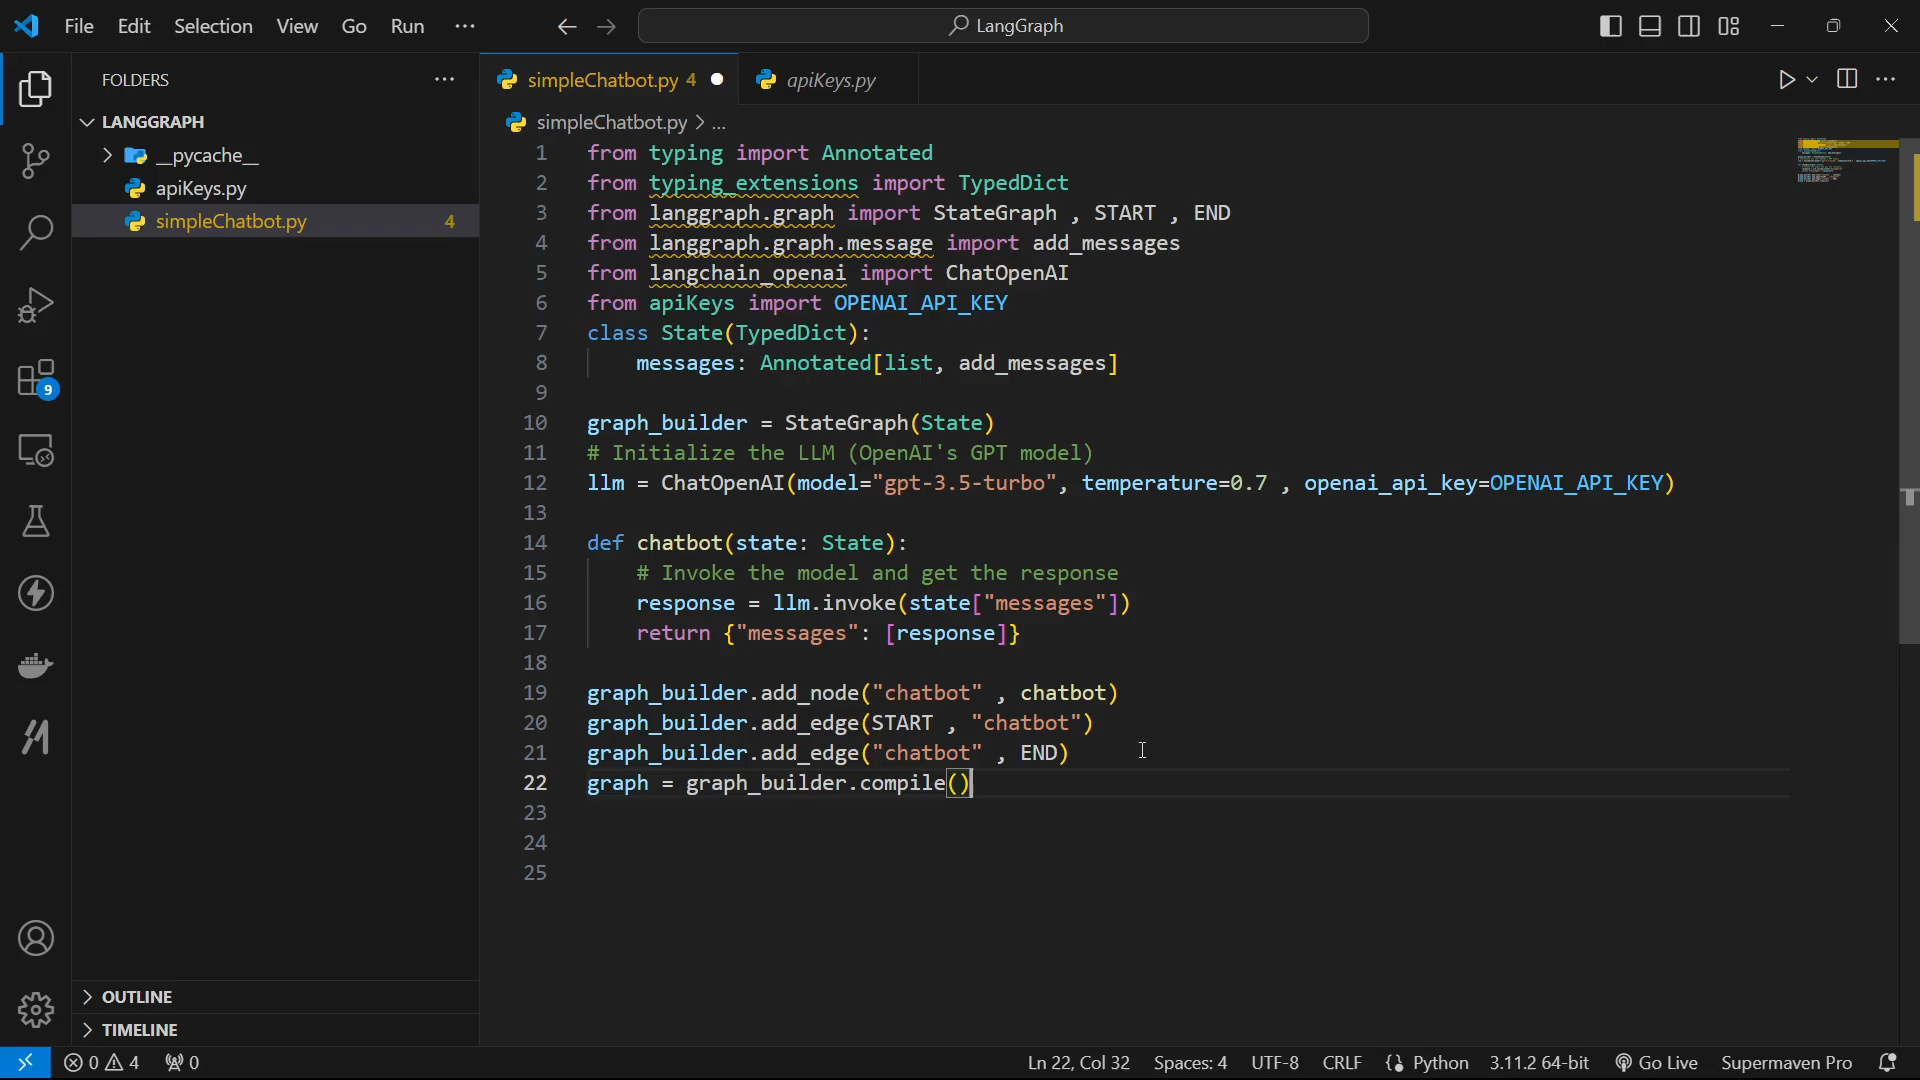 File Edit Selection View Go Run
LangGraph
FOLDERS
LANGGRAPH
__pycache__
apiKeys.py
simpleChatbot.py 4
9
OUTLINE
TIMELINE
simpleChatbot.py 4
apiKeys.py
simpleChatbot.py > ...
1 from typing import Annotated
2 from typing_extensions import TypedDict
3 from langgraph.graph import StateGraph , START , END
4 from langgraph.graph.message import add_messages
5 from langchain_openai import ChatOpenAI
6 from apiKeys import OPENAI_API_KEY
7 class State(TypedDict):
8     messages: Annotated[list, add_messages]
9
10 graph_builder = StateGraph(State)
11 # Initialize the LLM (OpenAI's GPT model)
12 llm = ChatOpenAI(model="gpt-3.5-turbo", temperature=0.7 , openai_api_key=OPENAI_API_KEY)
13
14 def chatbot(state: State):
15     # Invoke the model and get the response
16     response = llm.invoke(state["messages"])
17     return {"messages": [response]}
18
19 graph_builder.add_node("chatbot" , chatbot)
20 graph_builder.add_edge(START , "chatbot")
21 graph_builder.add_edge("chatbot" , END)
22 graph = graph_builder.compile()
23
24
25
0 4 0
Ln 22, Col 32 Spaces: 4 UTF-8 CRLF Python 3.11.2 64-bit Go Live Supermaven Pro